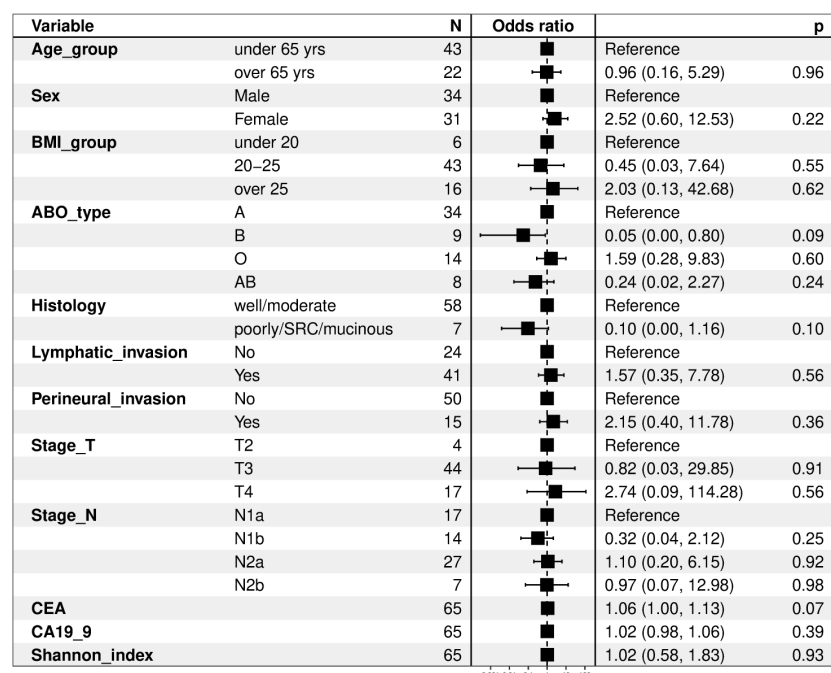 Variable N Odds ratio p
Age_group under 65 yrs 43 Reference
over 65 yrs 22 0.96 (0.16, 5.29) 0.96
Sex Male 34 Reference
Female 31 2.52 (0.60, 12.53) 0.22
BMI_group under 20 6 Reference
20−25 43 0.45 (0.03, 7.64) 0.55
over 25 16 2.03 (0.13, 42.68) 0.62
ABO_type A 34 Reference
B 9 0.05 (0.00, 0.80) 0.09
O 14 1.59 (0.28, 9.83) 0.60
AB 8 0.24 (0.02, 2.27) 0.24
Histology well/moderate 58 Reference
poorly/SRC/mucinous 7 0.10 (0.00, 1.16) 0.10
Lymphatic_invasion No 24 Reference
Yes 41 1.57 (0.35, 7.78) 0.56
Perineural_invasion No 50 Reference
Yes 15 2.15 (0.40, 11.78) 0.36
Stage_T T2 4 Reference
T3 44 0.82 (0.03, 29.85) 0.91
T4 17 2.74 (0.09, 114.28) 0.56
Stage_N N1a 17 Reference
N1b 14 0.32 (0.04, 2.12) 0.25
N2a 27 1.10 (0.20, 6.15) 0.92
N2b 7 0.97 (0.07, 12.98) 0.98
CEA 65 1.06 (1.00, 1.13) 0.07
CA19_9 65 1.02 (0.98, 1.06) 0.39
Shannon_index 65 1.02 (0.58, 1.83) 0.93